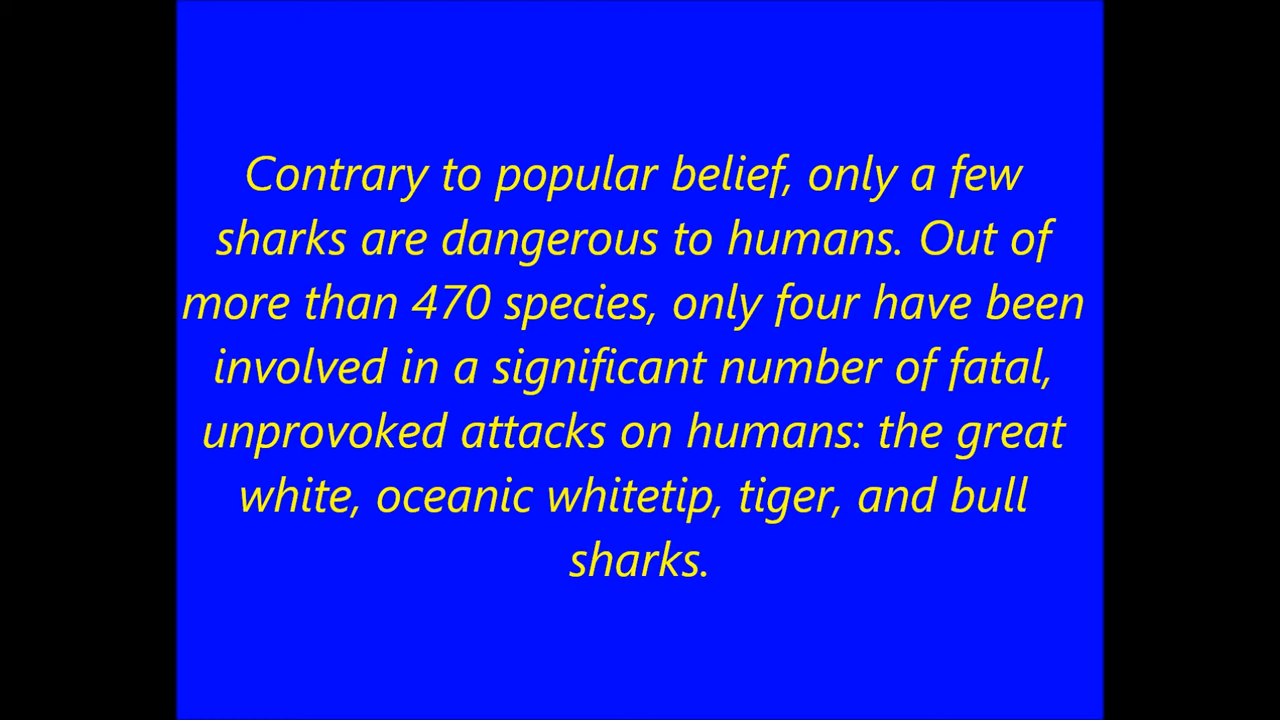 Contrary to popular belief, only a few
sharks are dangerous to humans. Out of
more than 470 species, only four have been
involved in a significant number of fatal,
unprovoked attacks on humans: the great
white, oceanic whitetip, tiger, and bull
sharks.